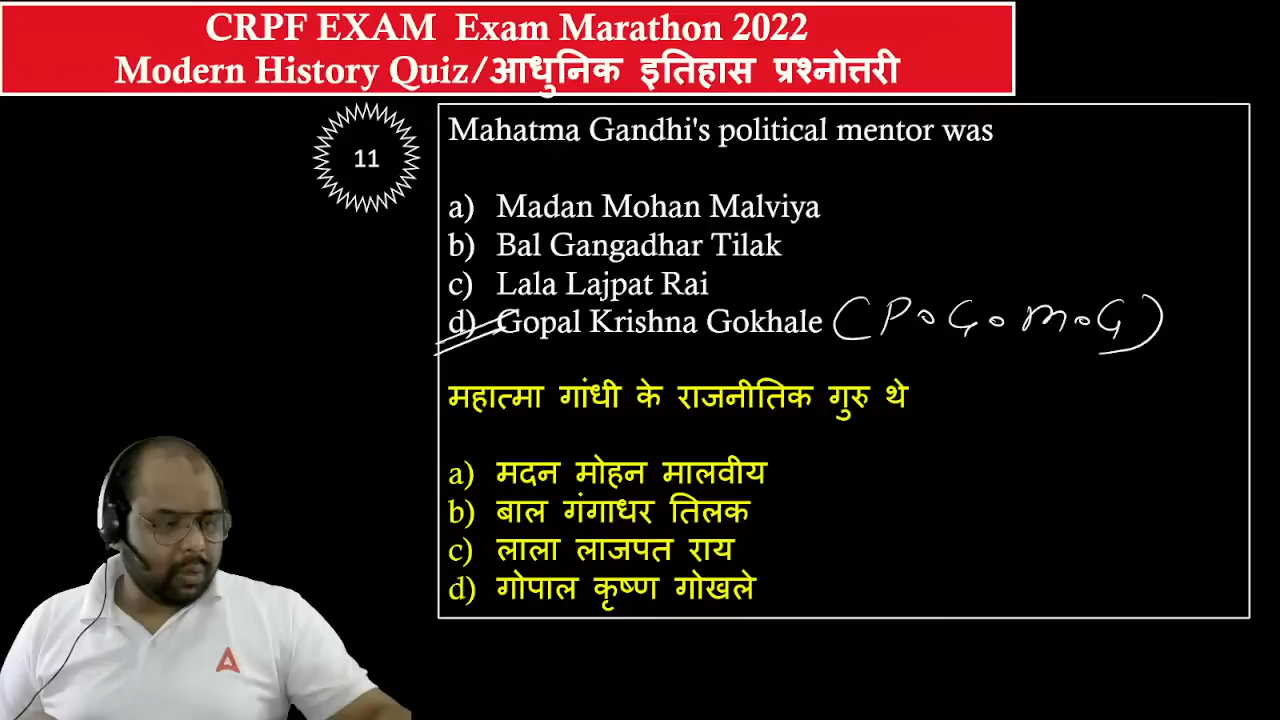 CRPF EXAM Exam Marathon 2022
Modern History Quiz/आधुनिक इतिहास प्रश्नोत्तरी
11
Mahatma Gandhi's political mentor was
a) Madan Mohan Malviya
b) Bal Gangadhar Tilak
c) Lala Lajpat Rai
d) Gopal Krishna Gokhale (P.G.M.G)
महात्मा गांधी के राजनीतिक गुरु थे
a) मदन मोहन मालवीय
b) बाल गंगाधर तिलक
c) लाला लाजपत राय
d) गोपाल कृष्ण गोखले